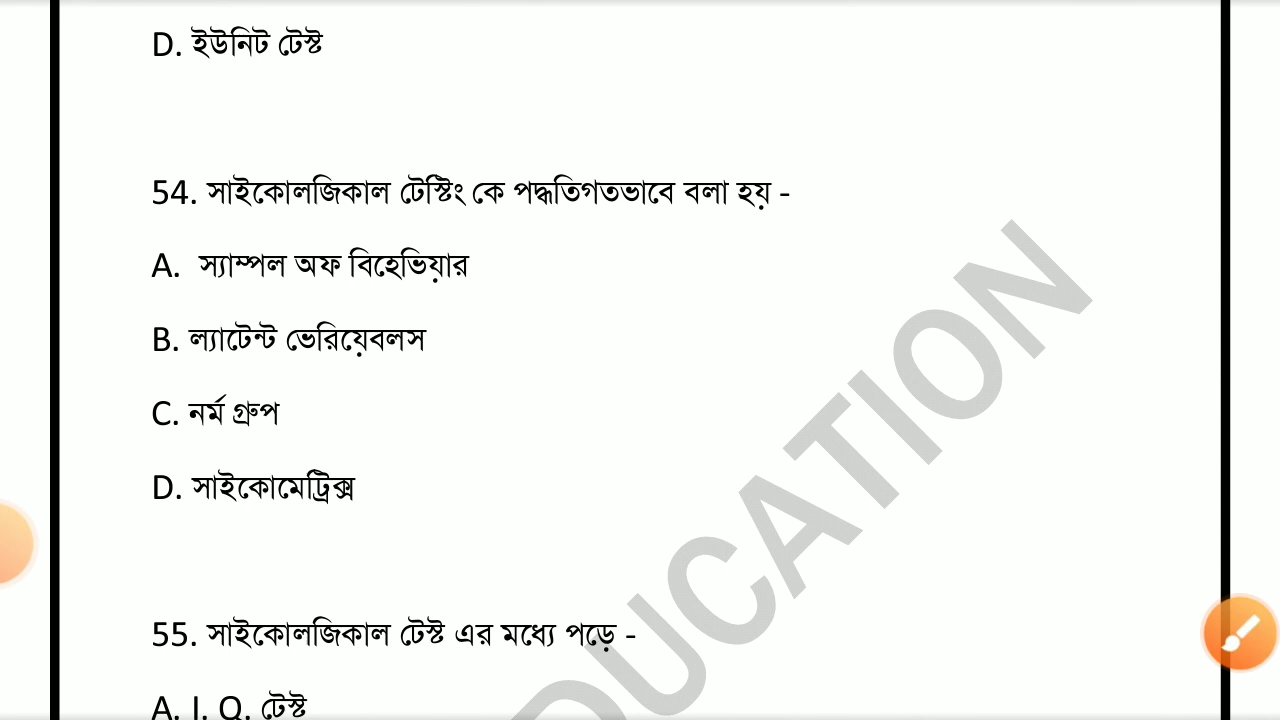 D. ইউনিট টেস্ট
54. সাইকোলজিকাল টেস্টিং কে পদ্ধতিগতভাবে বলা হয় -
A. স্যাম্পল অফ বিহেভিয়ার
B. ল্যাটেন্ট ভেরিয়েবলস
C. নর্ম গ্রুপ
D. সাইকোমেট্রিক্স
55. সাইকোলজিকাল টেস্ট এর মধ্যে পড়ে -
A. I. Q. টেস্ট
DUCATION